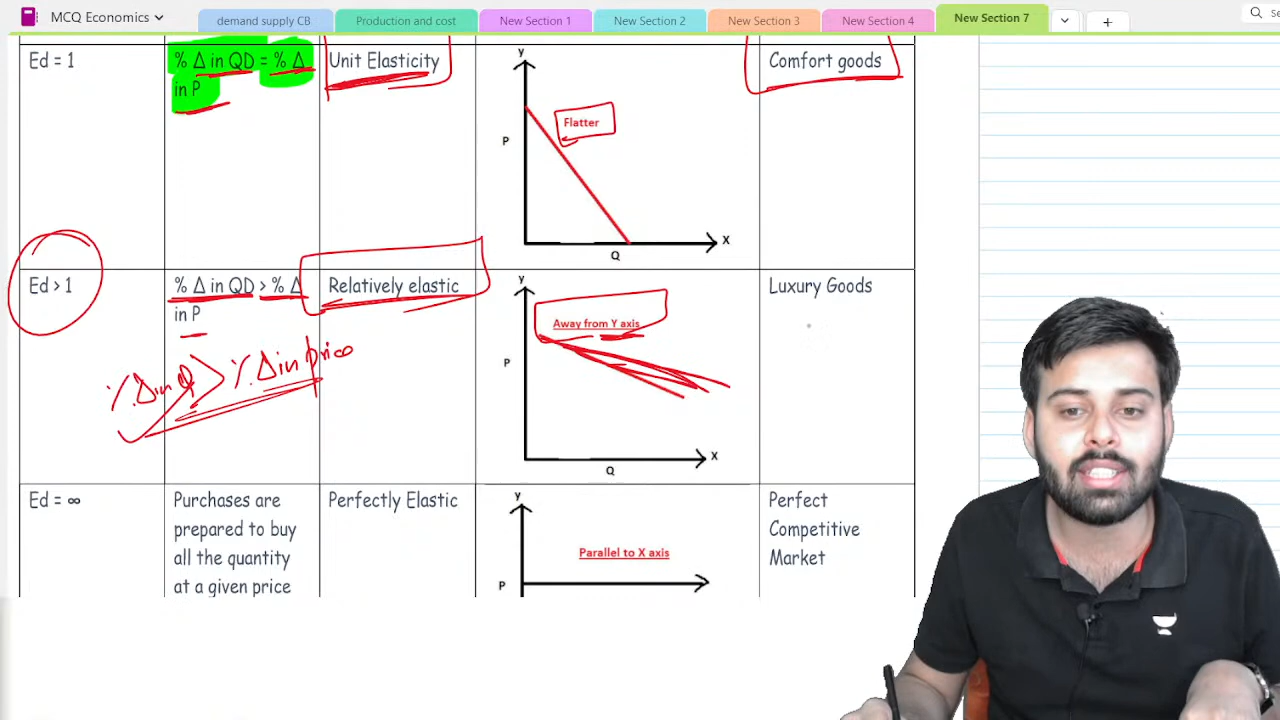 MCQ Economics
demand supply CB
Production and cost
New Section 1
New Section 2
New Section 3
New Section 4
New Section 7
+
Ed = 1
% Δ in QD = % Δ
in P
Unit Elasticity
y
Flatter
P
X
Q
Comfort goods
Ed > 1
% Δ in QD > % Δ
in P
% Δ in Q > % Δ in price
Relatively elastic
y
Away from Y axis
P
X
Q
Luxury Goods
Ed = ∞
Purchases are
prepared to buy
all the quantity
at a given price
Perfectly Elastic
y
Parallel to X axis
P
Perfect
Competitive
Market